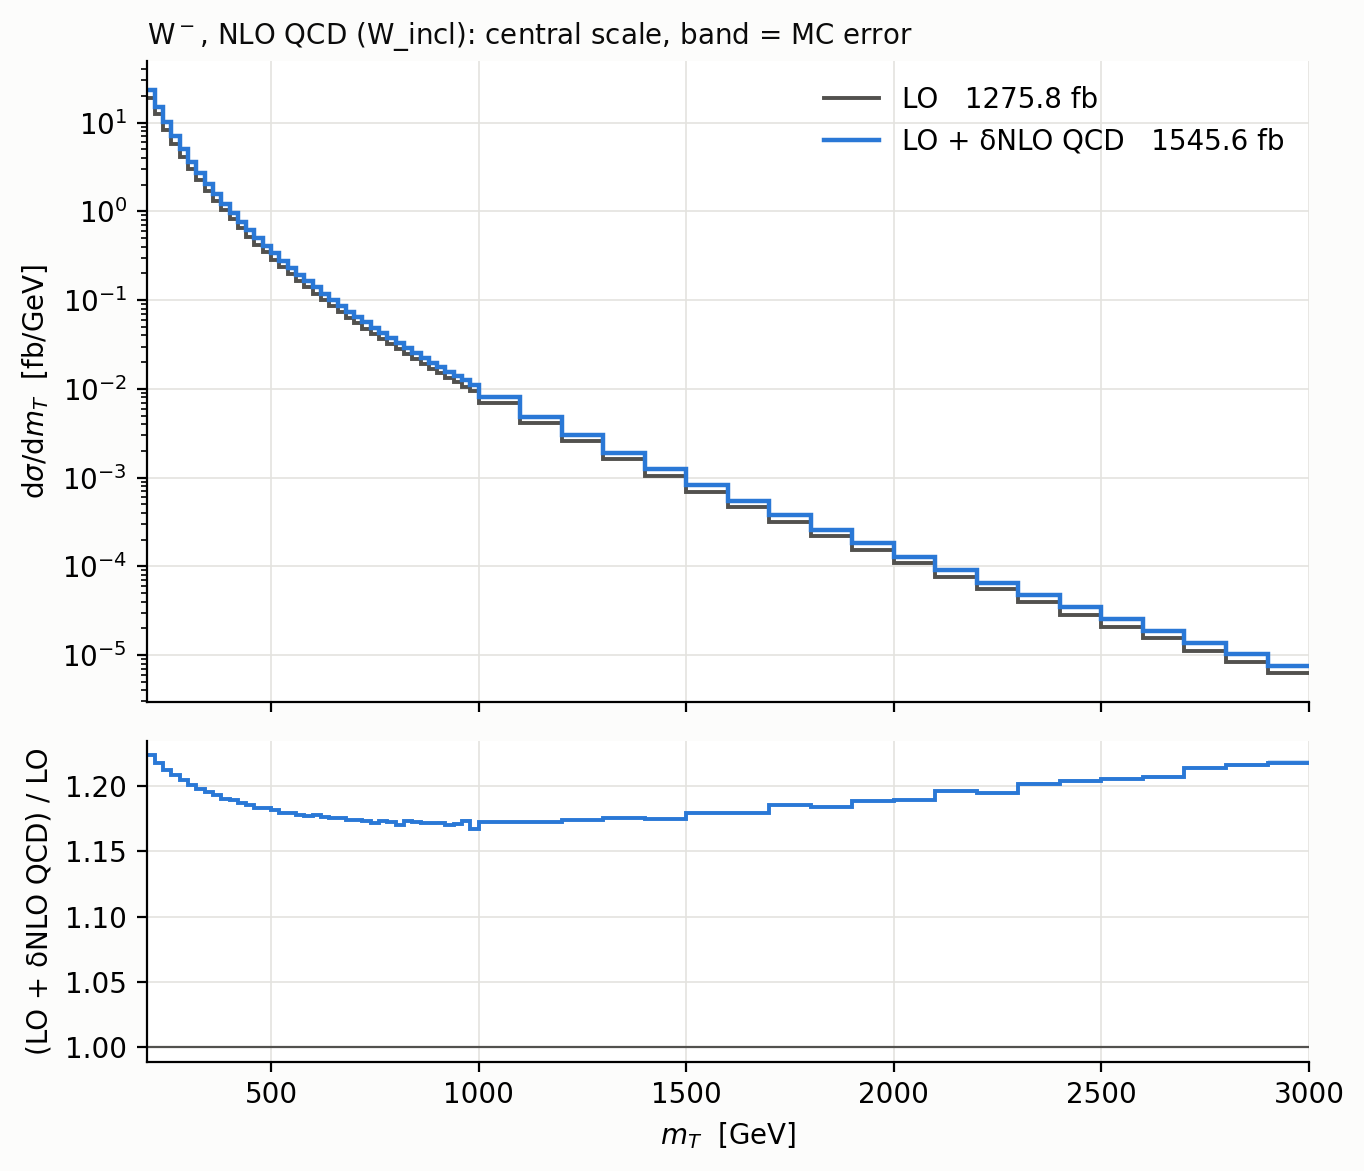 W⁻, NLO QCD (W_incl): central scale, band = MC error
LO 1275.8 fb
LO + δNLO QCD 1545.6 fb
dσ/dm_T [fb/GeV]
10¹
10⁰
10⁻¹
10⁻²
10⁻³
10⁻⁴
10⁻⁵
(LO + δNLO QCD) / LO
1.20
1.15
1.10
1.05
1.00
500 1000 1500 2000 2500 3000
m_T [GeV]